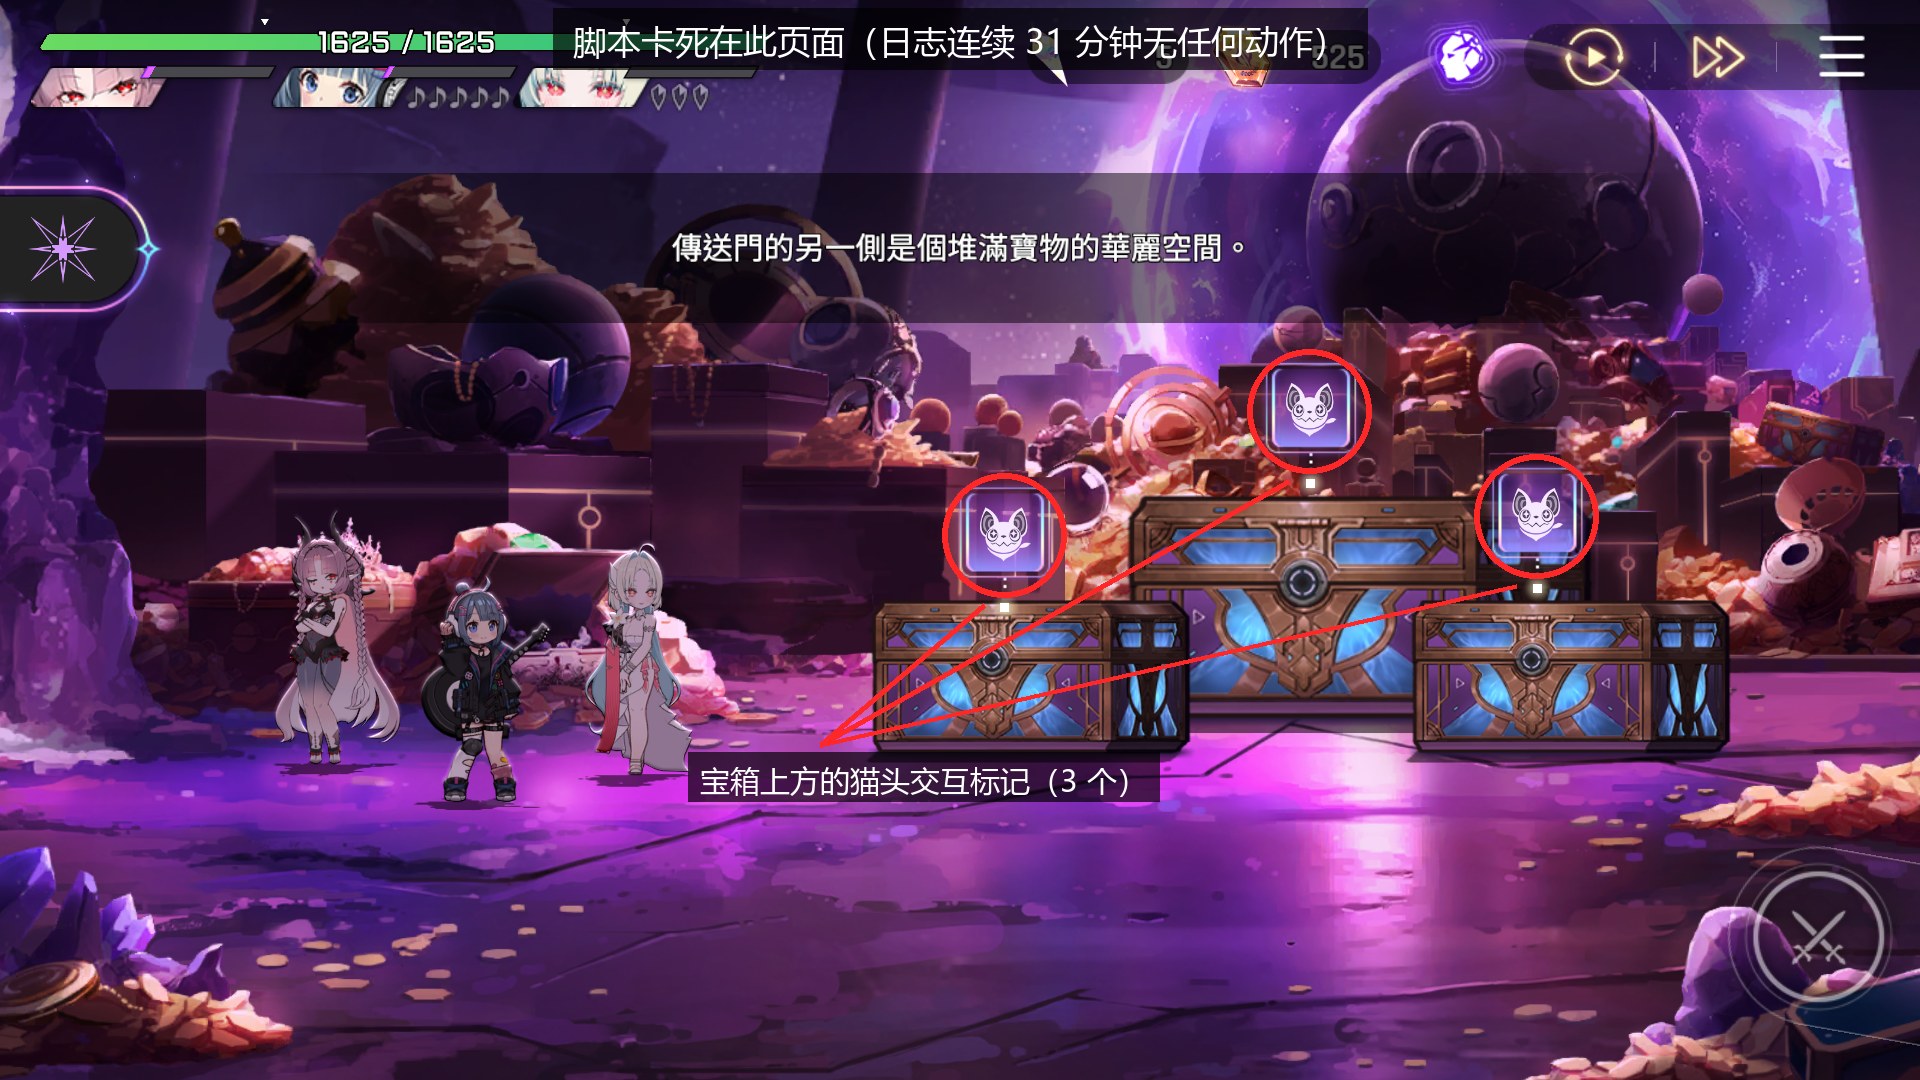 1625 / 1625
脚本卡死在此页面（日志连续 31 分钟无任何动作）
525
傳送門的另一側是個堆滿寶物的華麗空間。
宝箱上方的猫头交互标记（3 个）